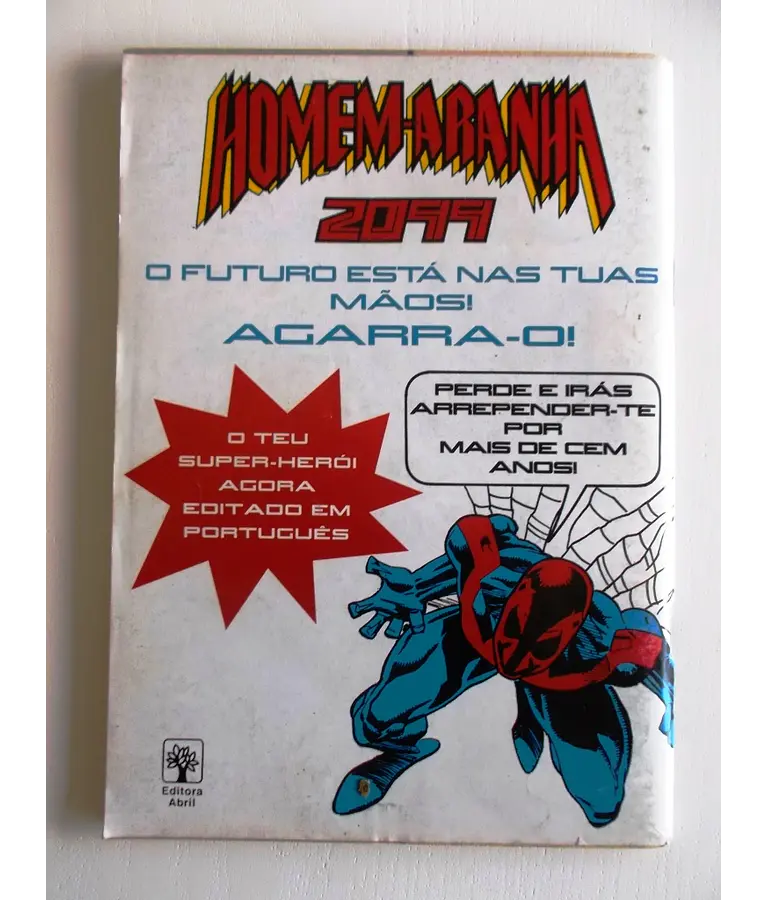 HOMEM-ARANHA
2099
O FUTURO ESTÁ NAS TUAS
MÃOS!
AGARRA-O!
PERDE E IRÁS
ARREPENDER-TE
POR
MAIS DE CEM
ANOS!
O TEU
SUPER-HERÓI
AGORA
EDITADO EM
PORTUGUÊS
Editora
Abril